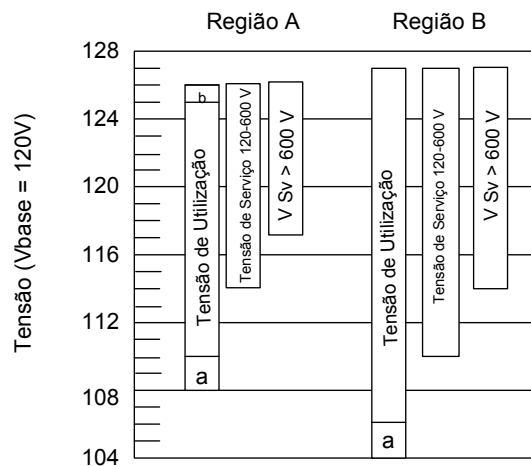 Região A Região B
Tensão (Vbase = 120V)
128
124
120
116
112
108
104
b
Tensão de Utilização
a
Tensão de Serviço 120-600 V
V Sv > 600 V
Tensão de Utilização
a
Tensão de Serviço 120-600 V
V Sv > 600 V